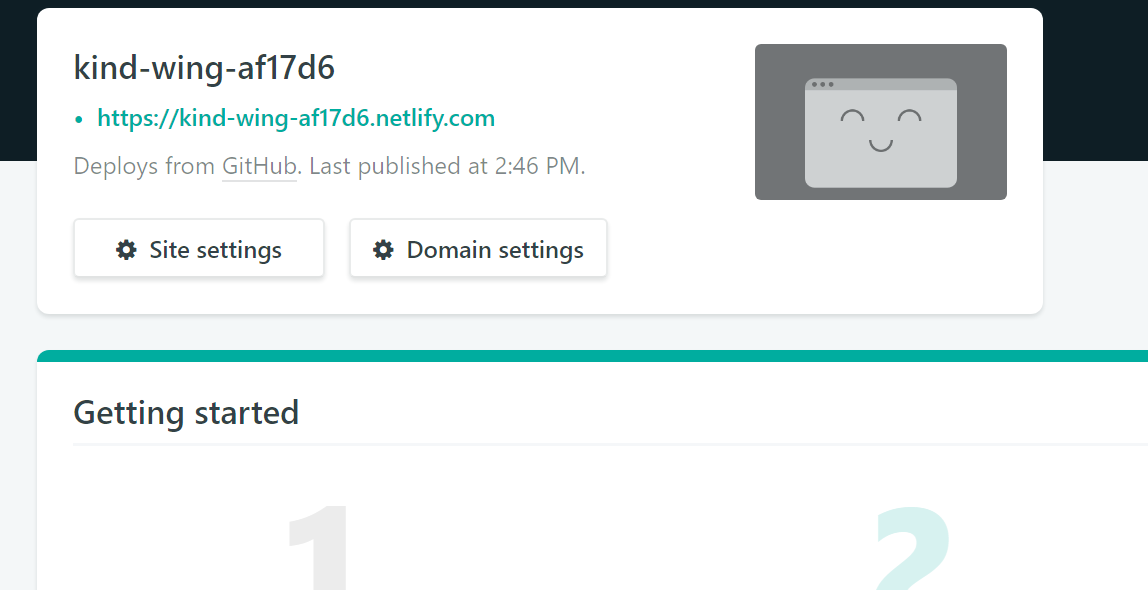 kind-wing-af17d6
• https://kind-wing-af17d6.netlify.com
Deploys from GitHub. Last published at 2:46 PM.
Site settings
Domain settings
Getting started
1
2